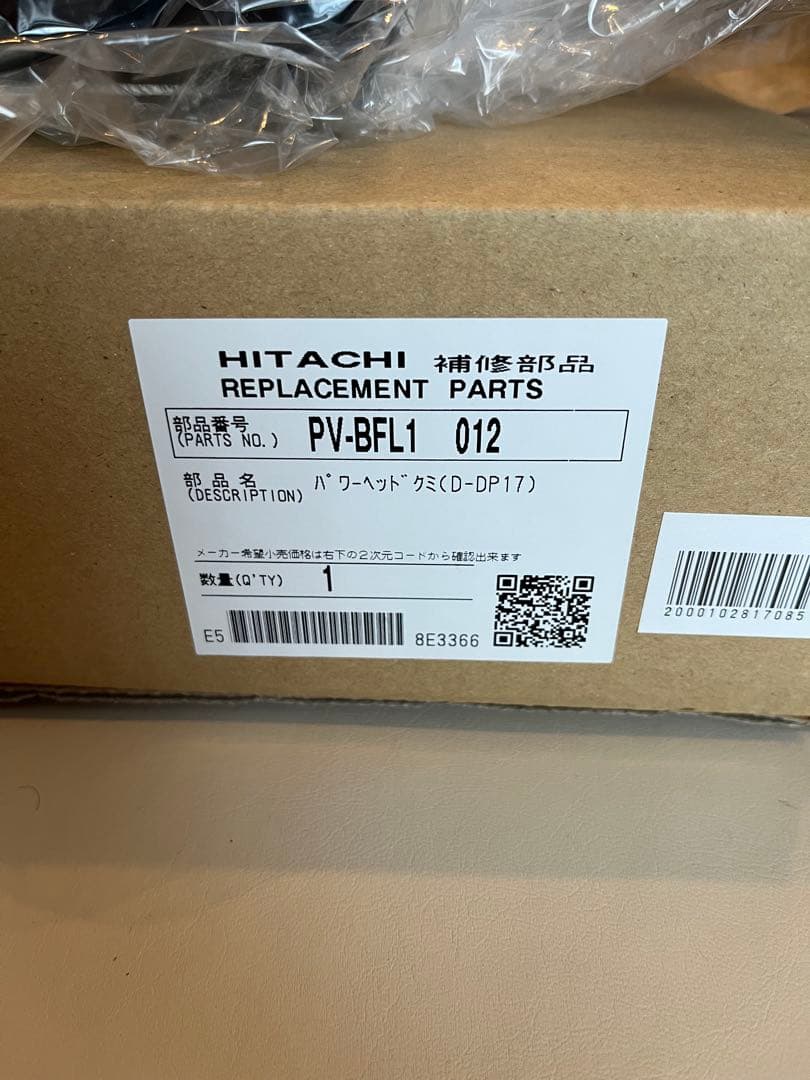 HITACHI 補修部品
REPLACEMENT PARTS
部品番号
(PARTS NO.) PV-BFL1 012
部品名
(DESCRIPTION) ﾊﾟﾜｰﾍｯﾄﾞｸﾐ(D-DP17)
メーカー希望小売価格は右下の2次元コードから確認出来ます
数量(Q'TY) 1
E5 8E3366
2000102817085